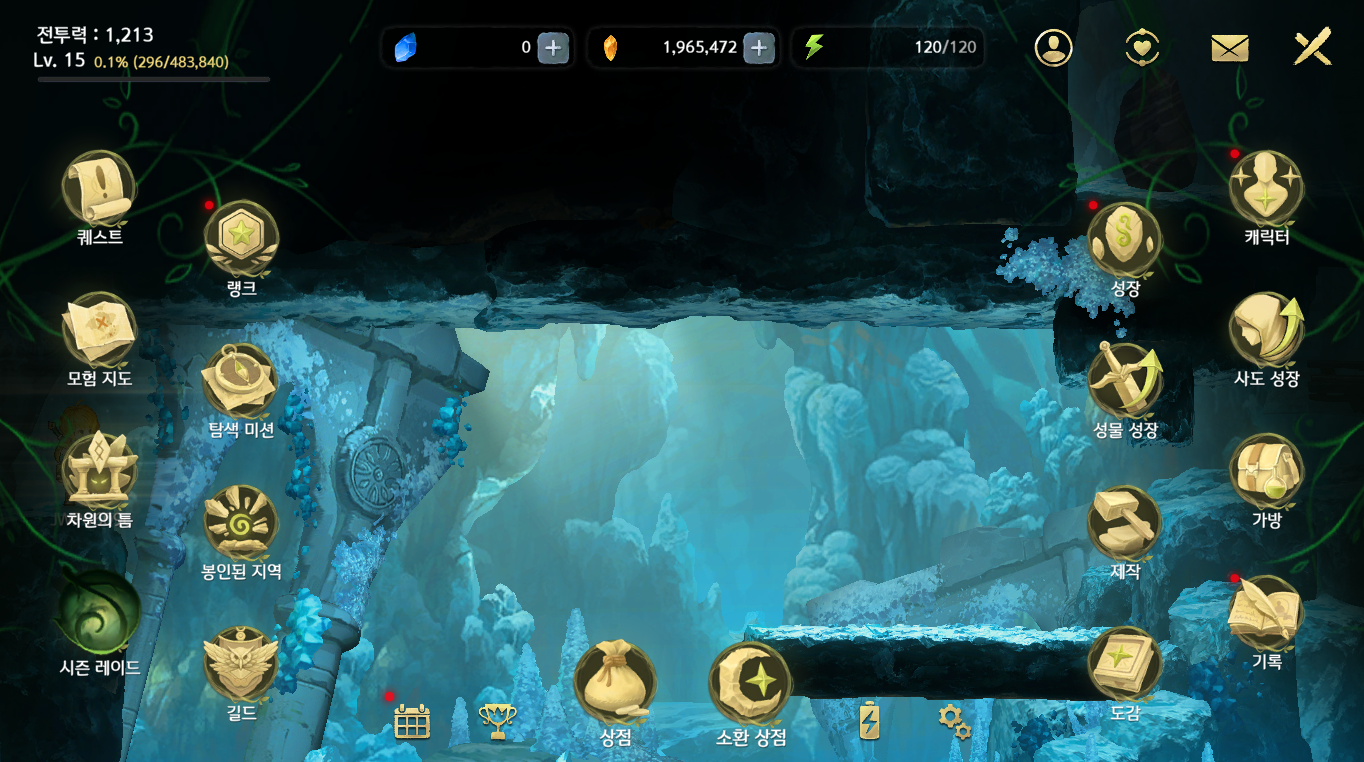 전투력 : 1,213
Lv. 15 0.1% (296/483,840)
0
1,965,472
120/120
퀘스트
랭크
모험 지도
탐색 미션
차원의 틈
봉인된 지역
시즌 레이드
길드
상점
소환 상점
캐릭터
성장
사도 성장
성물 성장
가방
제작
기록
도감